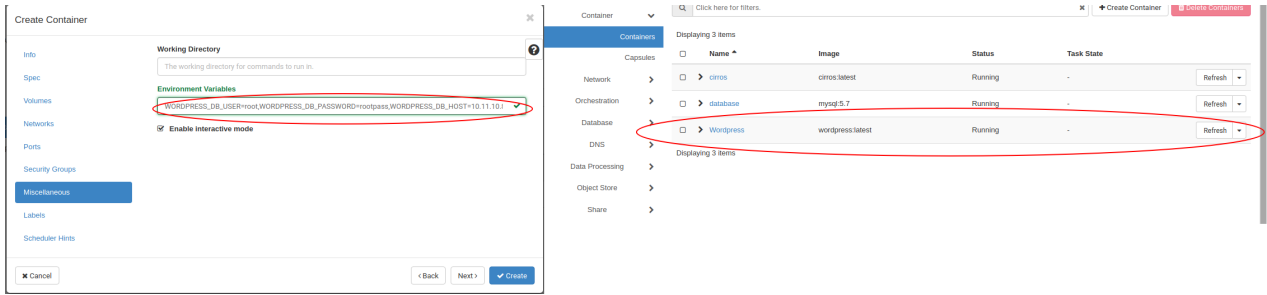 Create Container
Info
Spec
Volumes
Networks
Ports
Security Groups
Miscellaneous
Labels
Scheduler Hints
Working Directory
The working directory for commands to run in.
Environment Variables
WORDPRESS_DB_USER=root,WORDPRESS_DB_PASSWORD=rootpass,WORDPRESS_DB_HOST=10.11.10.
Enable interactive mode
Cancel
Back Next Create
Container
Containers
Capsules
Network
Orchestration
Database
DNS
Data Processing
Object Store
Share
Click here for filters. Create Container Delete Containers
Displaying 3 items
Name Image Status Task State
cirros cirros:latest Running - Refresh
database mysql:5.7 Running - Refresh
Wordpress wordpress:latest Running - Refresh
Displaying 3 items